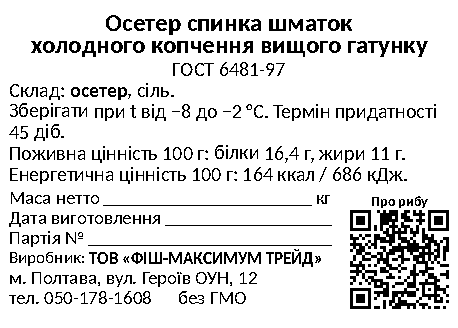 Осетер спинка шматок
холодного копчення вищого гатунку
ГОСТ 6481-97
Склад: осетер, сіль.
Зберігати при t від −8 до −2 °С. Термін придатності
45 діб.
Поживна цінність 100 г: білки 16,4 г, жири 11 г.
Енергетична цінність 100 г: 164 ккал / 686 кДж.
Маса нетто ______________________ кг
Дата виготовлення __________________
Партія № __________________________
Про рибу
Виробник: ТОВ «ФІШ-МАКСИМУМ ТРЕЙД»
м. Полтава, вул. Героїв ОУН, 12
тел. 050-178-1608 без ГМО